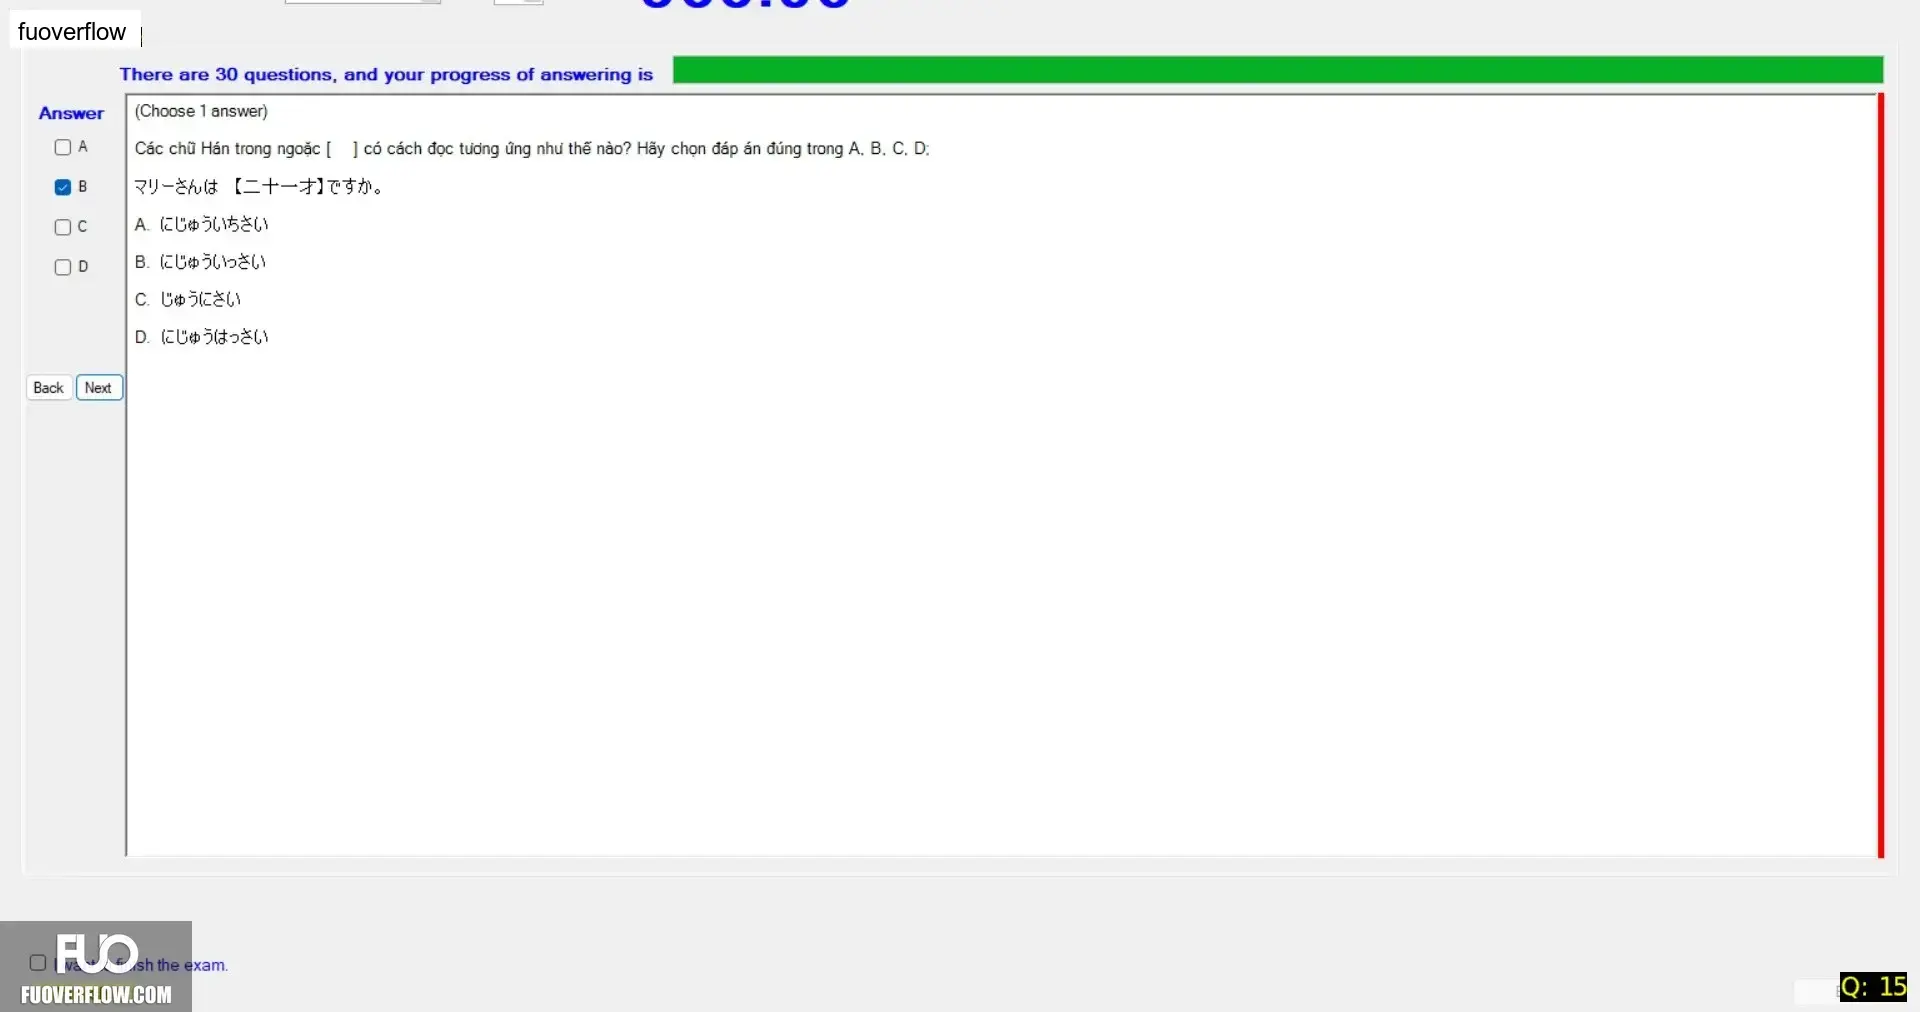 fuoverflow
There are 30 questions, and your progress of answering is
Answer
(Choose 1 answer)
A
Các chữ Hán trong ngoặc [ ] có cách đọc tương ứng như thế nào? Hãy chọn đáp án đúng trong A, B, C, D:
B
マリーさんは 【二十一才】ですか。
C
A. にじゅういちさい
B. にじゅういっさい
D
C. じゅうにさい
D. にじゅうはっさい
Back Next
FUO
the exam.
FUOVERFLOW.COM
Q: 15